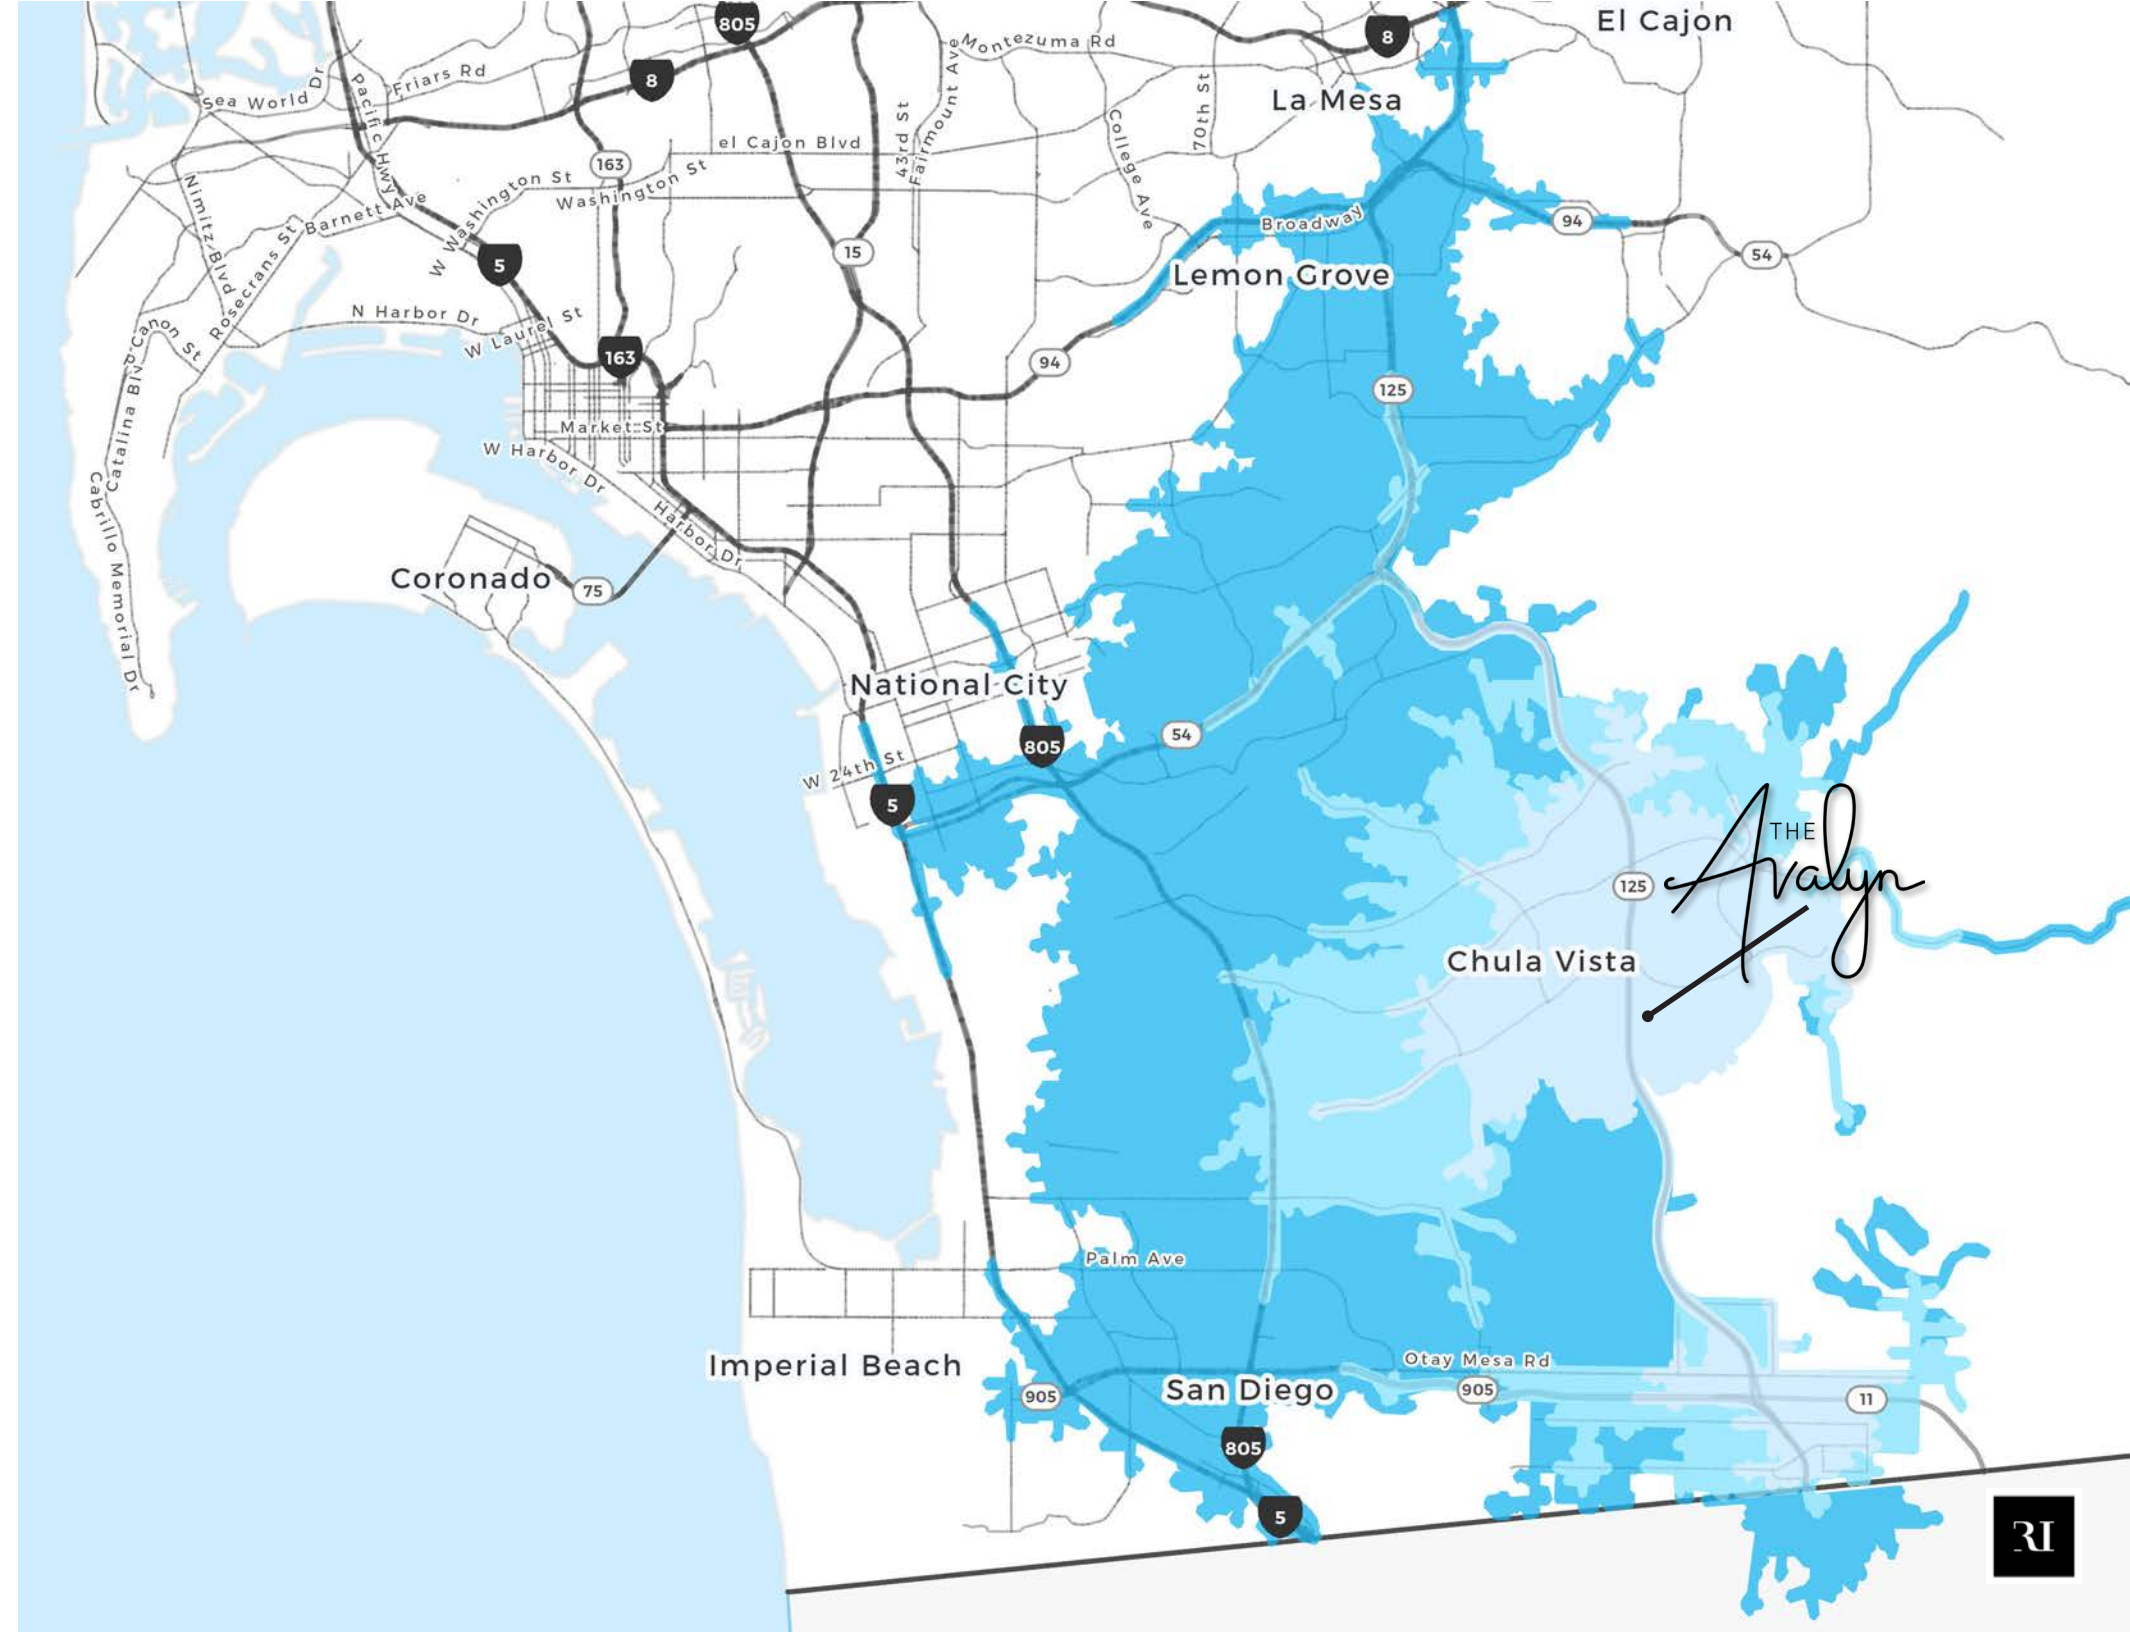 805
El Cajon
8
Montezuma Rd
8
Friars Rd
Sea World Dr
Pacific Hwy
La Mesa
43rd St
Fairmount Ave
College Ave
70th St
el Cajon Blvd
163
Washington St
Washington St
W Washington St
Barnett Ave
Nimitz Blvd
Rosecrans St
5
15
Broadway
94
54
Lemon Grove
N Harbor Dr
W Laurel St
Canon St
163
94
125
Catalina Blvd
Market St
W Harbor Dr
Harbor Dr
Cabrillo Memorial Dr
Coronado
75
National City
805
54
W 24th St
5
THE
Avalyn
125
Chula Vista
Palm Ave
Imperial Beach
Otay Mesa Rd
905
San Diego
905
11
805
5
RI